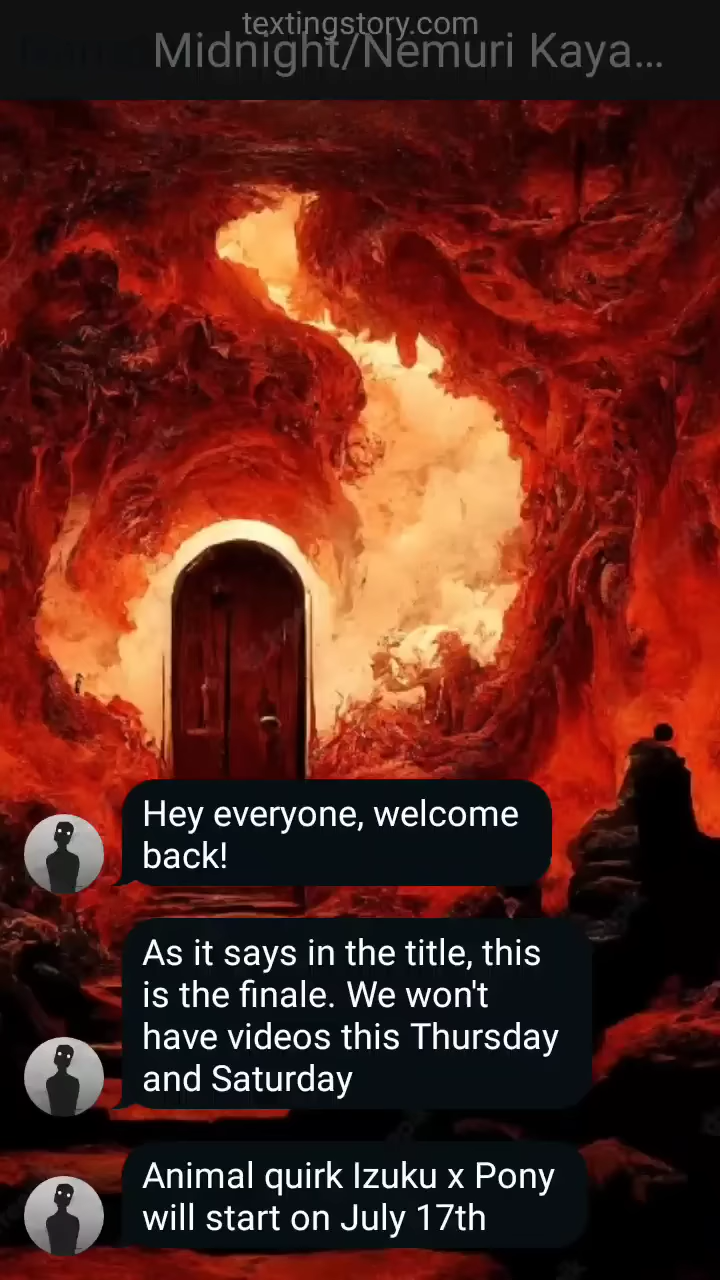 textingstory.com
Midnight/Nemuri Kaya...
Hey everyone, welcome
back!
As it says in the title, this
is the finale. We won't
have videos this Thursday
and Saturday
Animal quirk Izuku x Pony
will start on July 17th